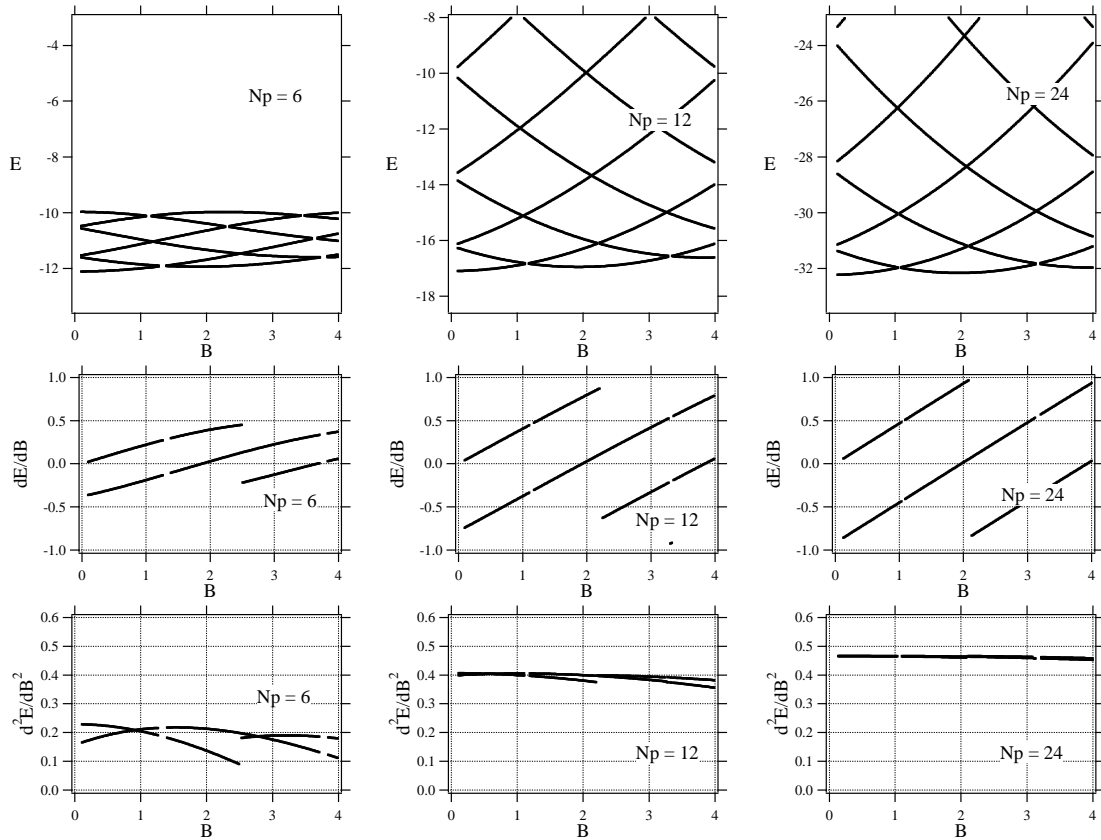 -4
-6
-8
-10
-12
E
Np = 6
0 1 2 3 4
B
-8
-10
-12
-14
-16
-18
E
Np = 12
0 1 2 3 4
B
-24
-26
-28
-30
-32
E
Np = 24
0 1 2 3 4
B
1.0
0.5
0.0
-0.5
-1.0
dE/dB
Np = 6
0 1 2 3 4
B
1.0
0.5
0.0
-0.5
-1.0
dE/dB
Np = 12
0 1 2 3 4
B
1.0
0.5
0.0
-0.5
-1.0
dE/dB
Np = 24
0 1 2 3 4
B
0.6
0.5
0.4
0.3
0.2
0.1
0.0
d²E/dB²
Np = 6
0 1 2 3 4
B
0.6
0.5
0.4
0.3
0.2
0.1
0.0
d²E/dB²
Np = 12
0 1 2 3 4
B
0.6
0.5
0.4
0.3
0.2
0.1
0.0
d²E/dB²
Np = 24
0 1 2 3 4
B